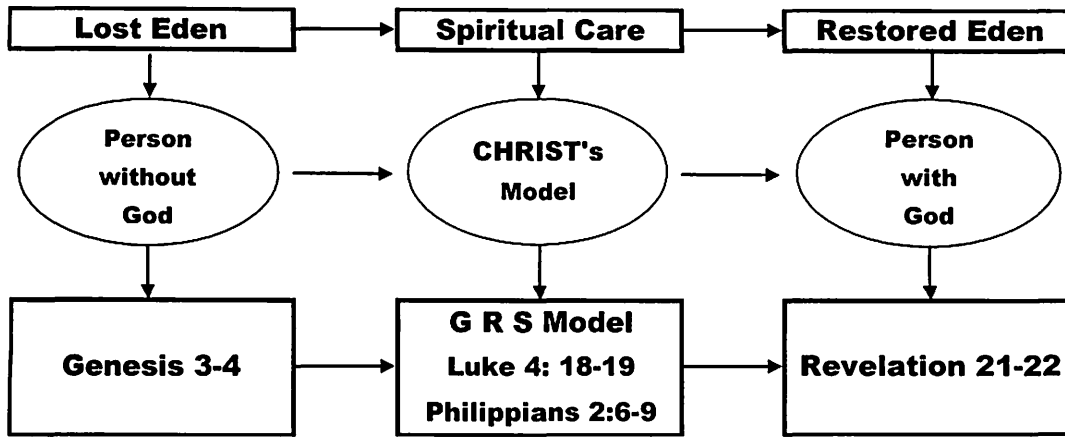 Lost Eden
Spiritual Care
Restored Eden
Person
without
God
CHRIST's
Model
Person
with
God
Genesis 3-4
G R S Model
Luke 4: 18-19
Philippians 2:6-9
Revelation 21-22